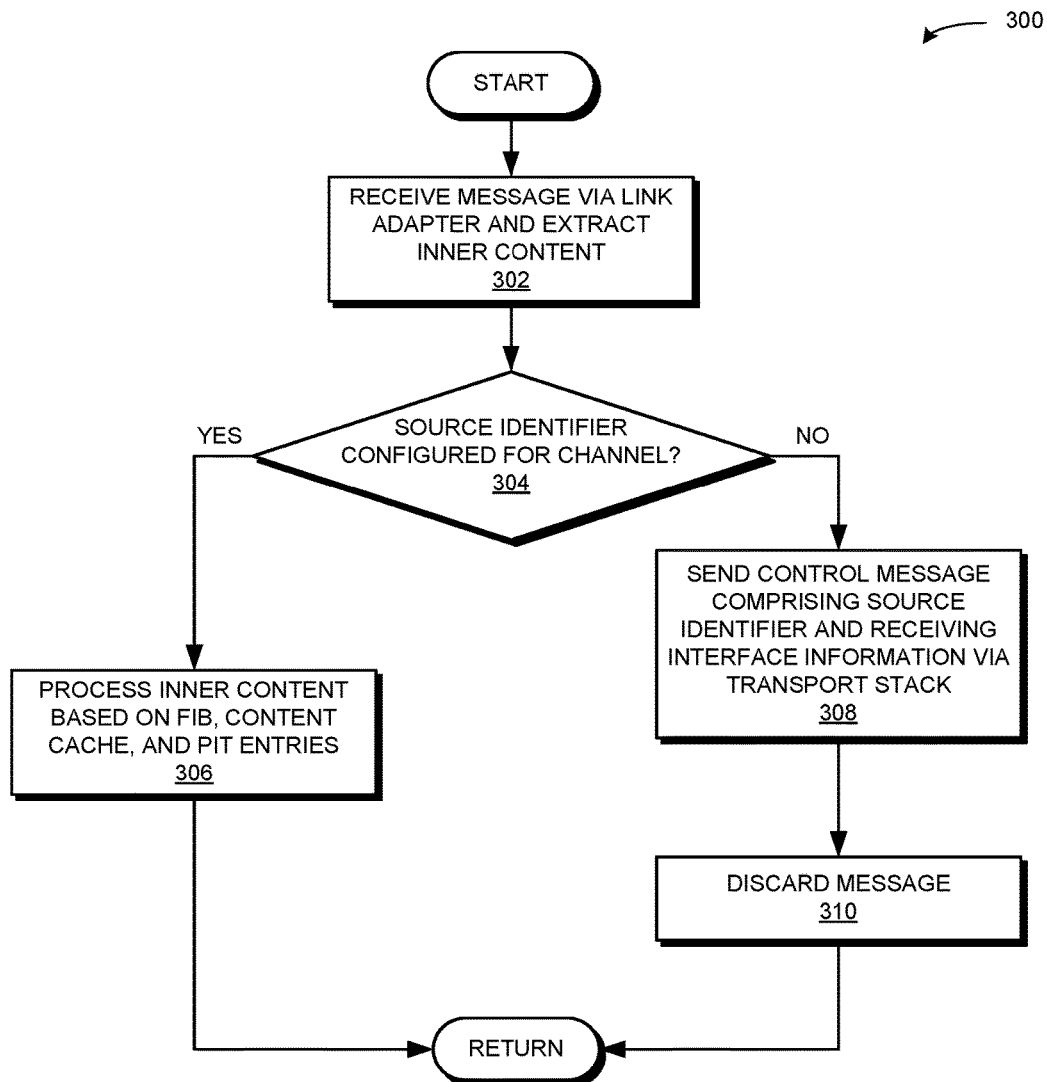 300
START
RECEIVE MESSAGE VIA LINK
ADAPTER AND EXTRACT
INNER CONTENT
302
YES
SOURCE IDENTIFIER
CONFIGURED FOR CHANNEL?
304
NO
SEND CONTROL MESSAGE
COMPRISING SOURCE
IDENTIFIER AND RECEIVING
INTERFACE INFORMATION VIA
TRANSPORT STACK
308
PROCESS INNER CONTENT
BASED ON FIB, CONTENT
CACHE, AND PIT ENTRIES
306
DISCARD MESSAGE
310
RETURN